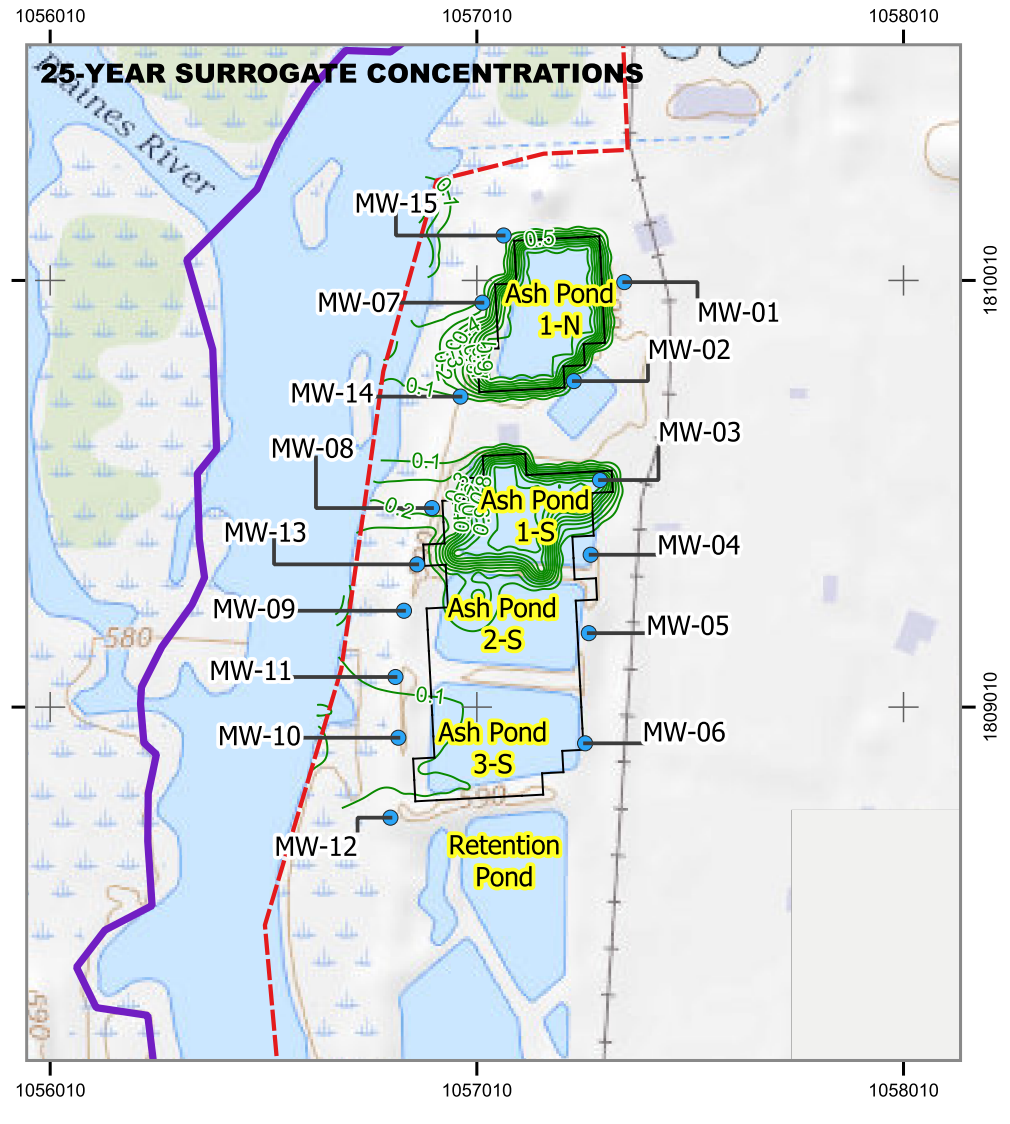 1056010
1057010
1058010
25-YEAR SURROGATE CONCENTRATIONS
Plaines River
MW-15
0.1
0.5
1810010
MW-07
Ash Pond
1-N
MW-01
MW-02
MW-14
0.1
MW-03
MW-08
0.1
Ash Pond
1-S
0.2
MW-13
MW-04
MW-09
Ash Pond
2-S
MW-05
580
MW-11
0.1
1809010
MW-10
Ash Pond
3-S
MW-06
590
MW-12
Retention
Pond
590
1056010
1057010
1058010